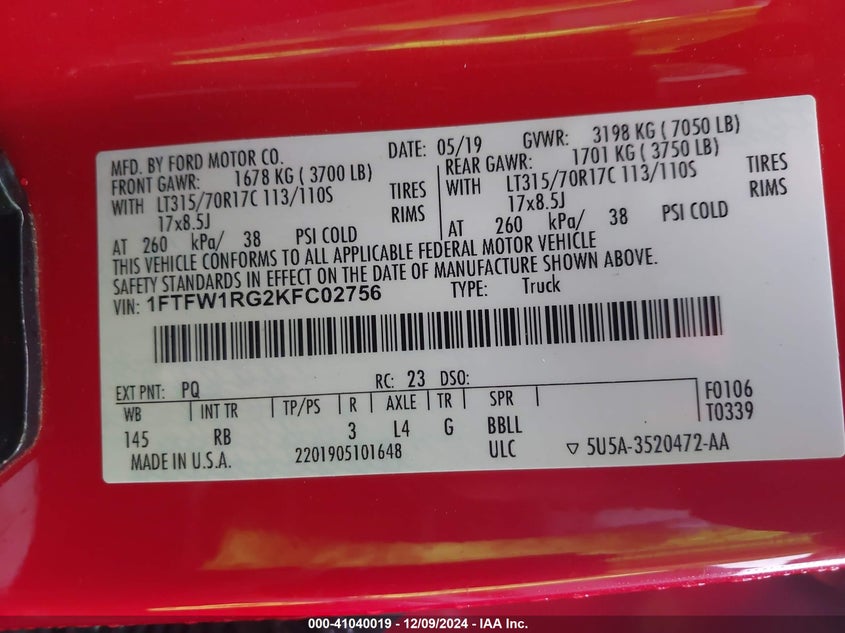 MFD. BY FORD MOTOR CO. DATE: 05/19 GVWR: 3198 KG ( 7050 LB)
FRONT GAWR: 1678 KG ( 3700 LB) REAR GAWR: 1701 KG ( 3750 LB)
WITH LT315/70R17C 113/110S TIRES WITH LT315/70R17C 113/110S TIRES
17x8.5J RIMS 17x8.5J RIMS
AT 260 kPa/ 38 PSI COLD AT 260 kPa/ 38 PSI COLD
THIS VEHICLE CONFORMS TO ALL APPLICABLE FEDERAL MOTOR VEHICLE
SAFETY STANDARDS IN EFFECT ON THE DATE OF MANUFACTURE SHOWN ABOVE.
VIN: 1FTFW1RG2KFC02756 TYPE: Truck
EXT PNT: PQ RC: 23 DSO:
WB INT TR TP/PS R AXLE TR SPR F0106
145 RB 3 L4 G BBLL T0339
MADE IN U.S.A. 2201905101648 ULC ▽ 5U5A-3520472-AA
000-41040019 - 12/09/2024 - IAA Inc.